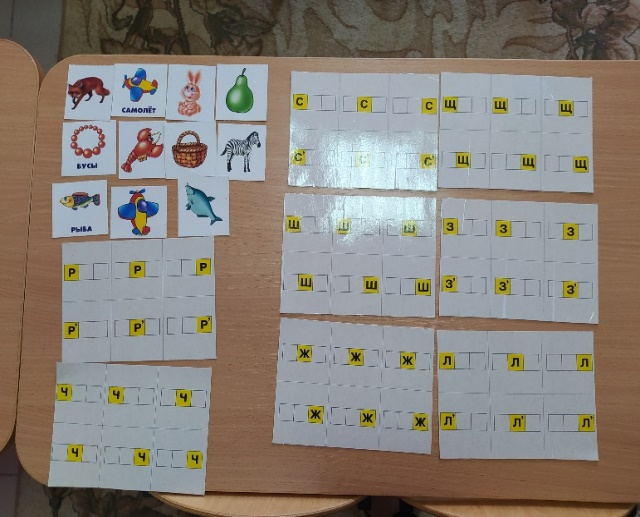 САМОЛЁТ
БУСЫ
РЫБА
С С С
С' С' С'
Щ Щ Щ
Щ Щ Щ
Ш Ш Ш
Ш Ш Ш
З З З
З' З' З'
Р Р Р
Р' Р' Р'
Ж Ж Ж
Ж Ж Ж
Л Л Л
Л' Л' Л'
Ч Ч Ч
Ч Ч Ч